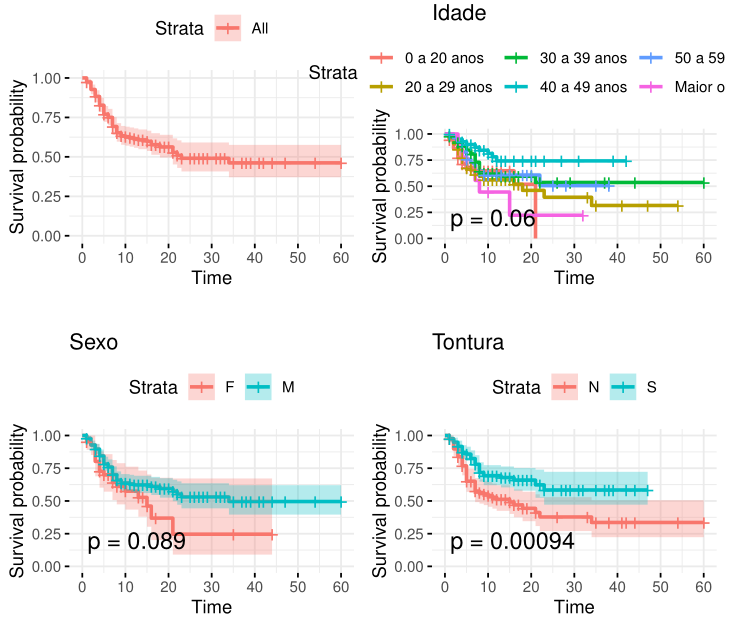 Strata All
Survival probability
1.00
0.75
0.50
0.25
0.00
0 10 20 30 40 50 60
Time
Idade
Strata
0 a 20 anos 30 a 39 anos 50 a 59
20 a 29 anos 40 a 49 anos Maior o
Survival probability
1.00
0.75
0.50
0.25
0.00
p = 0.06
0 10 20 30 40 50 60
Time
Sexo
Strata F M
Survival probability
1.00
0.75
0.50
0.25
0.00
p = 0.089
0 10 20 30 40 50 60
Time
Tontura
Strata N S
Survival probability
1.00
0.75
0.50
0.25
0.00
p = 0.00094
0 10 20 30 40 50 60
Time